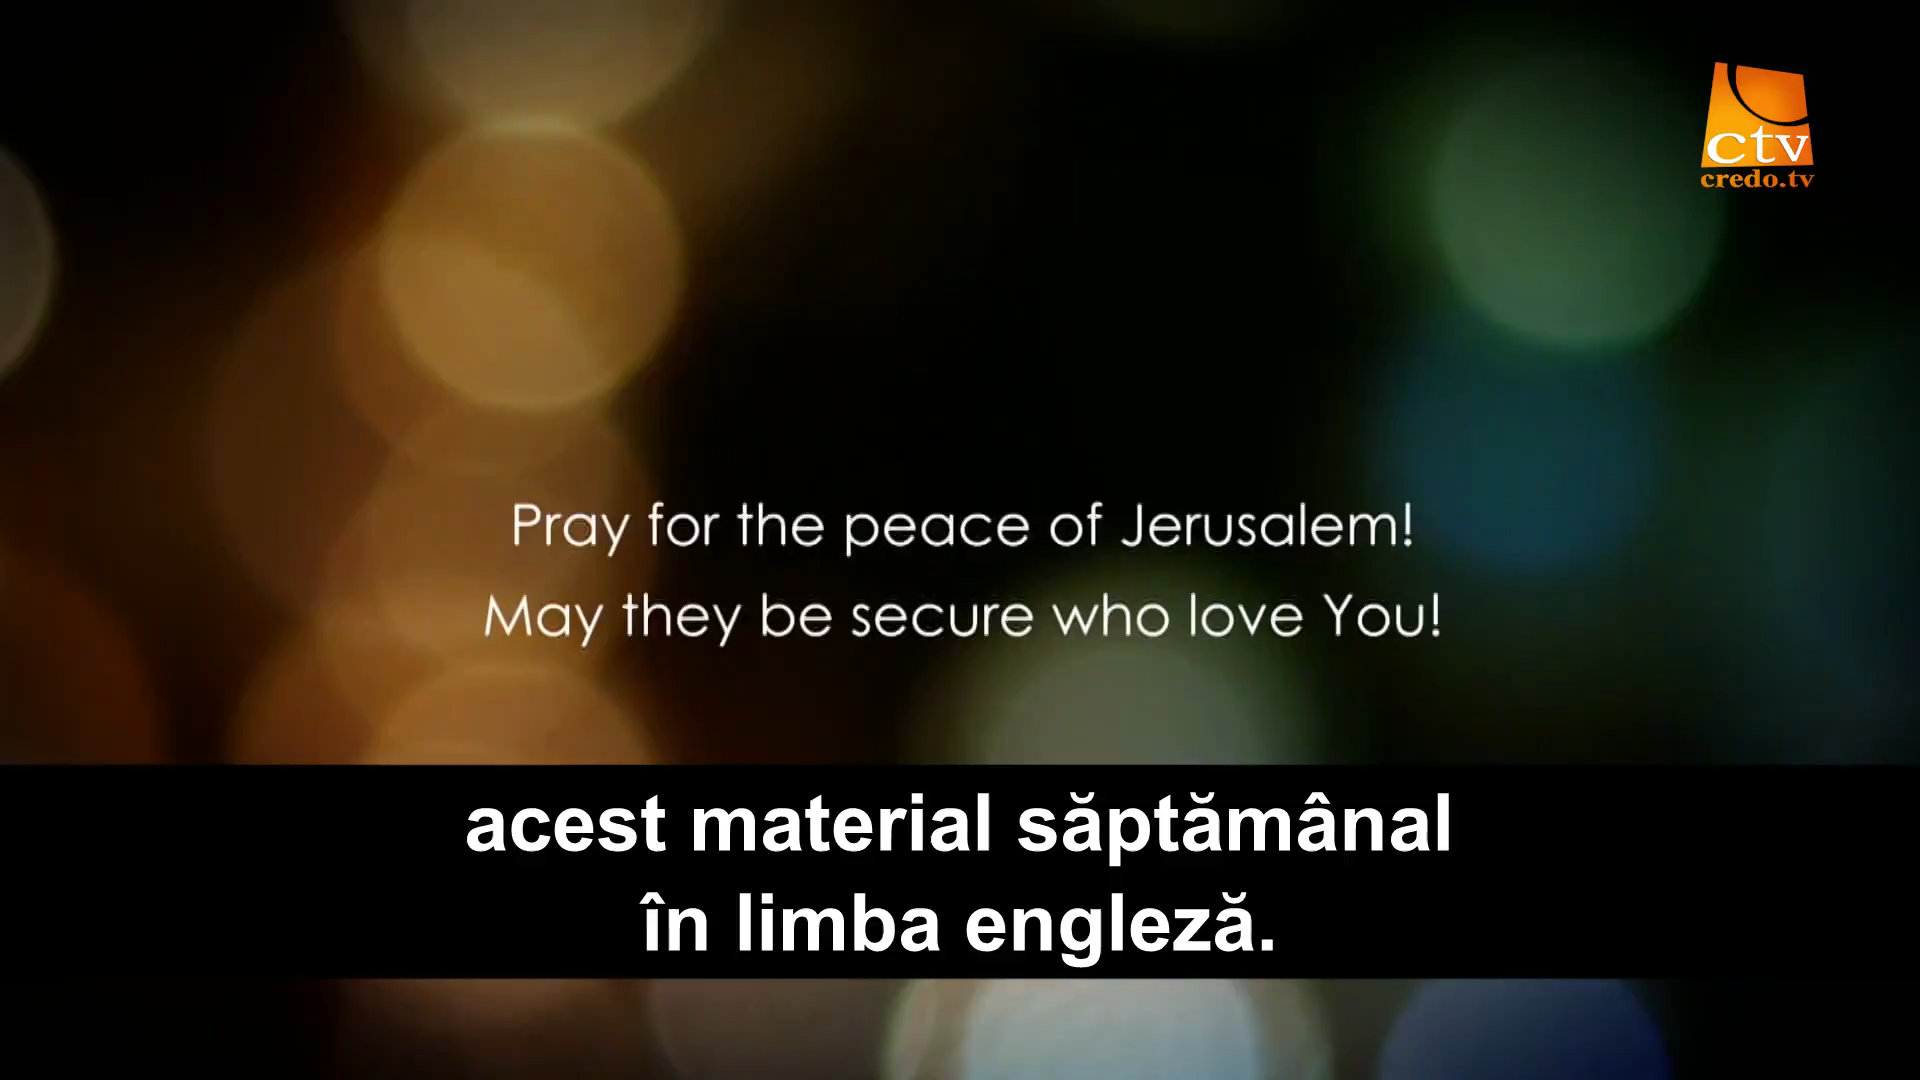 ctv
credo.tv
Pray for the peace of Jerusalem!
May they be secure who love You!
acest material săptămânal
în limba engleză.